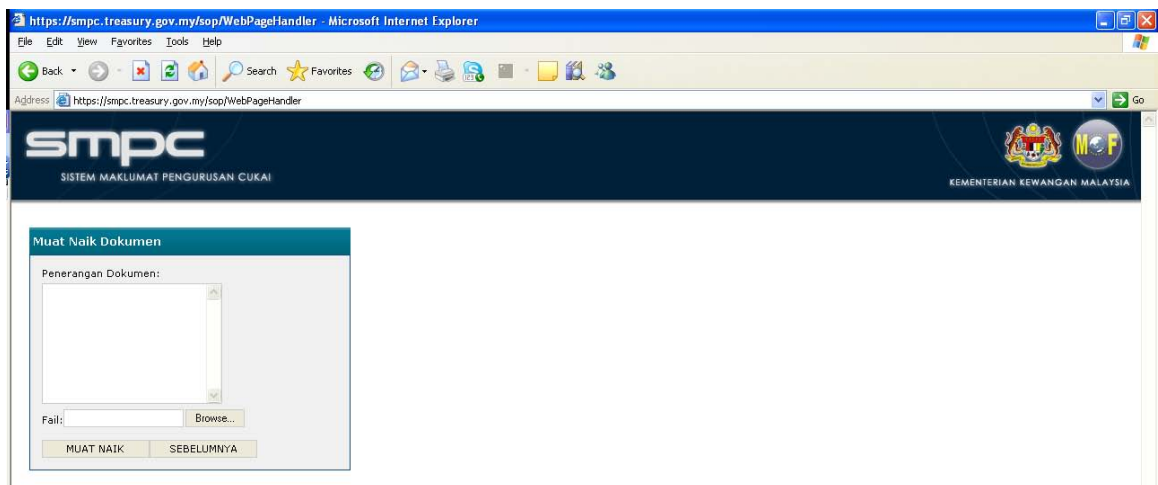 https://smpc.treasury.gov.my/sop/WebPageHandler - Microsoft Internet Explorer
File Edit View Favorites Tools Help
Back Search Favorites
Address https://smpc.treasury.gov.my/sop/WebPageHandler Go
smpc
SISTEM MAKLUMAT PENGURUSAN CUKAI
MOF
KEMENTERIAN KEWANGAN MALAYSIA
Muat Naik Dokumen
Penerangan Dokumen:
Fail: Browse...
MUAT NAIK SEBELUMNYA